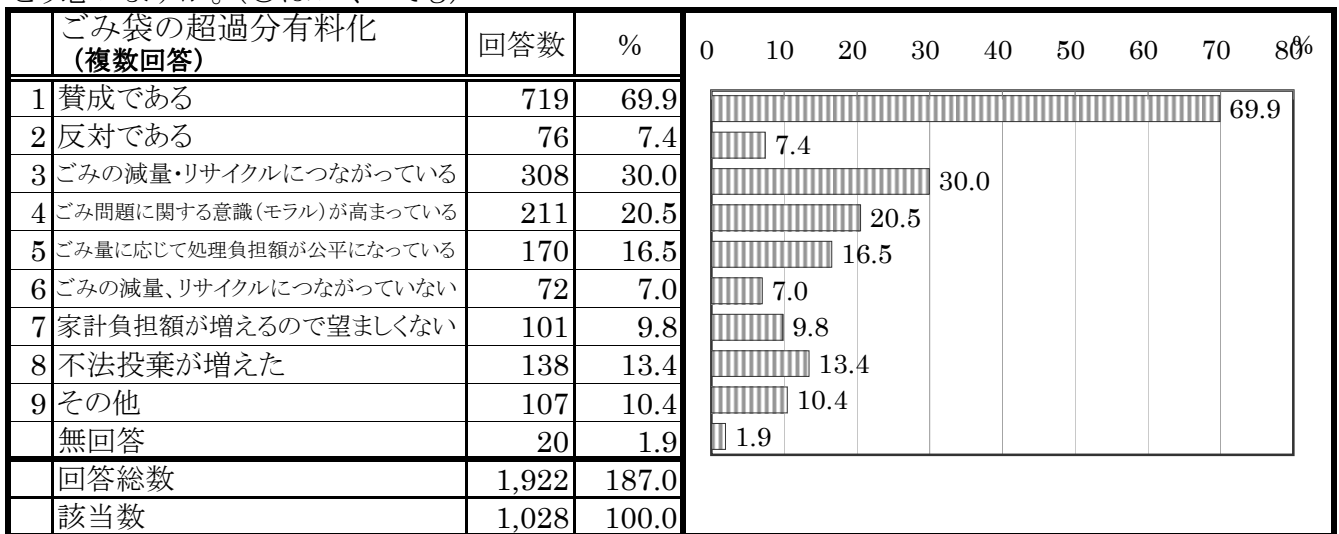 ごみ袋の超過分有料化
（複数回答）
回答数 %
0 10 20 30 40 50 60 70 80%
1 賛成である 719 69.9 69.9
2 反対である 76 7.4 7.4
3 ごみの減量・リサイクルにつながっている 308 30.0 30.0
4 ごみ問題に関する意識（モラル）が高まっている 211 20.5 20.5
5 ごみ量に応じて処理負担額が公平になっている 170 16.5 16.5
6 ごみの減量、リサイクルにつながっていない 72 7.0 7.0
7 家計負担額が増えるので望ましくない 101 9.8 9.8
8 不法投棄が増えた 138 13.4 13.4
9 その他 107 10.4 10.4
無回答 20 1.9 1.9
回答総数 1,922 187.0
該当数 1,028 100.0